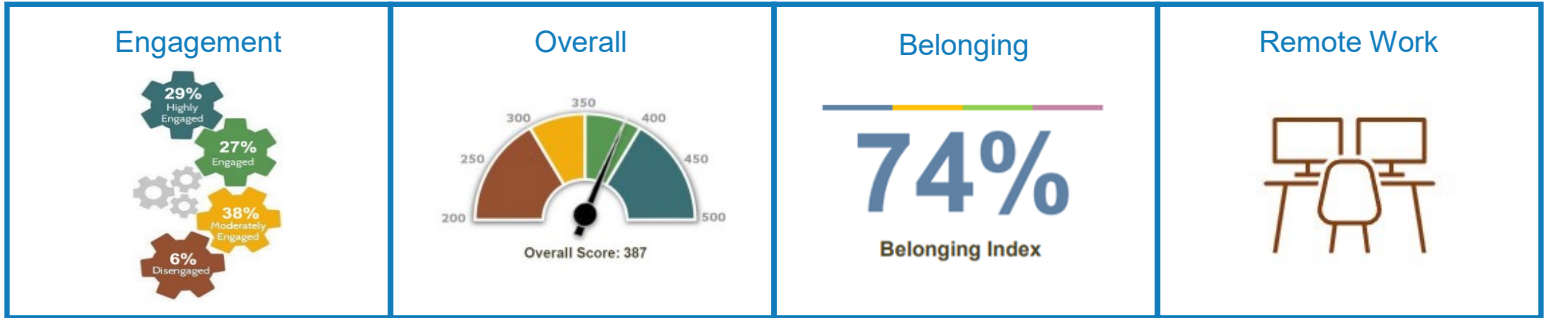 Engagement
29%
Highly
Engaged
27%
Engaged
38%
Moderately
Engaged
6%
Disengaged
Overall
350
300
400
250
450
200
500
Overall Score: 387
Belonging
74%
Belonging Index
Remote Work